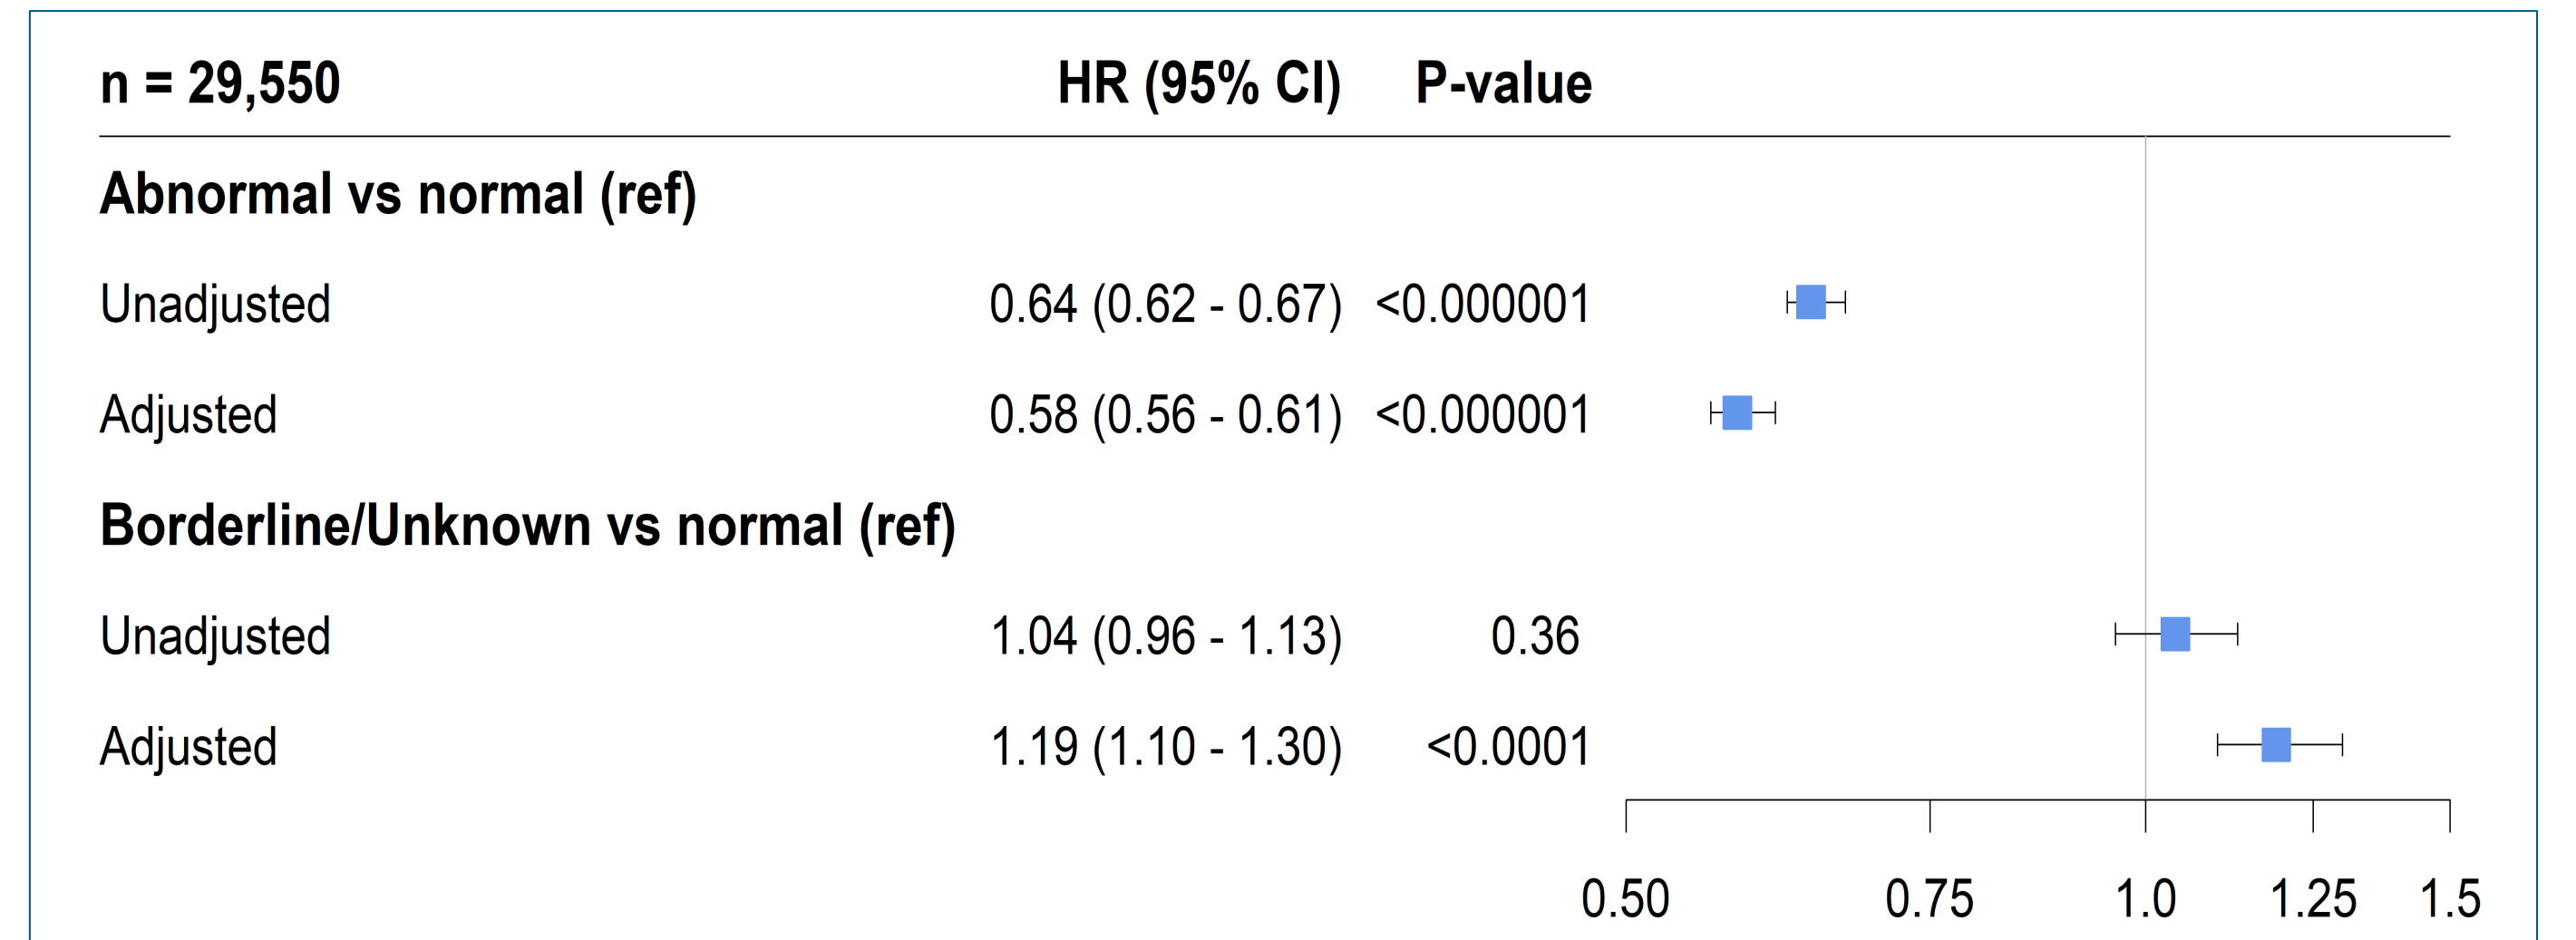 n = 29,550 HR (95% CI) P-value
Abnormal vs normal (ref)
Unadjusted 0.64 (0.62 - 0.67) <0.000001
Adjusted 0.58 (0.56 - 0.61) <0.000001
Borderline/Unknown vs normal (ref)
Unadjusted 1.04 (0.96 - 1.13) 0.36
Adjusted 1.19 (1.10 - 1.30) <0.0001
0.50 0.75 1.0 1.25 1.5